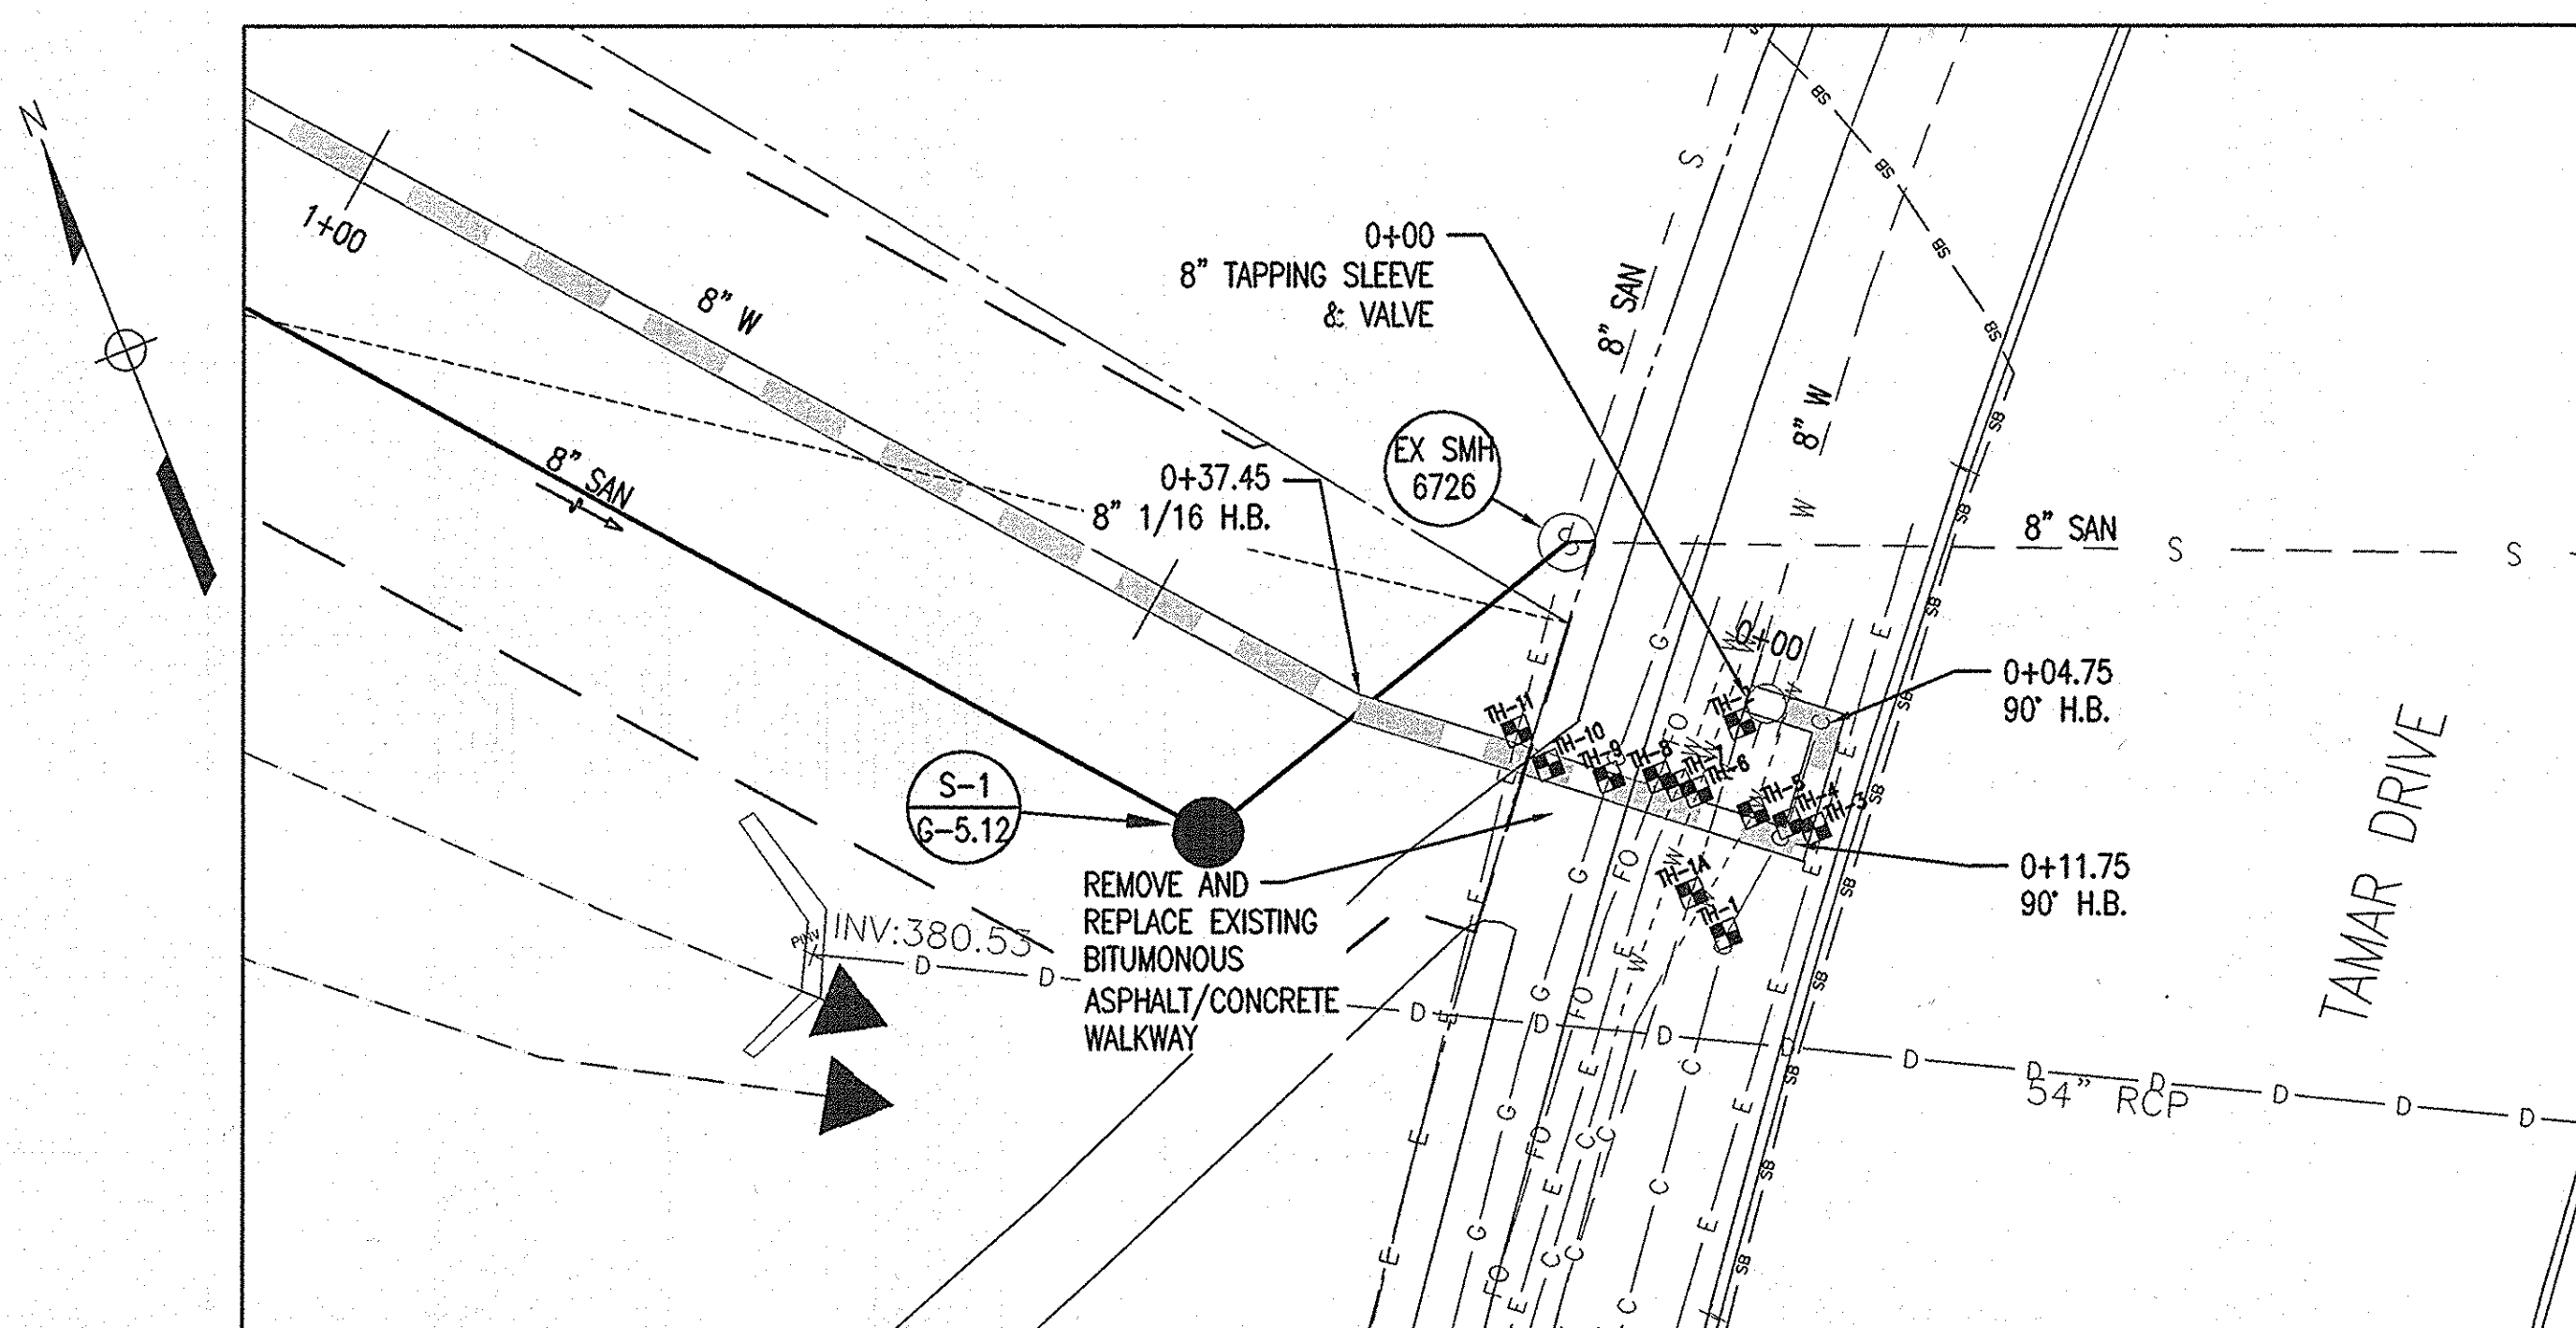 N
1+00
8" W
8" SAN
0+00
8" TAPPING SLEEVE
& VALVE
0+37.45
8" 1/16 H.B.
EX SMH
6726
8" SAN
8" W
8" SAN
S
S
S
W
0+00
0+04.75
90° H.B.
0+11.75
90° H.B.
TH-11
TH-10
TH-9
TH-8
TH-6
TH-5
TH-4
TH-3
TH-1A
TH-1
S-1
G-5.12
REMOVE AND
REPLACE EXISTING
BITUMONOUS
ASPHALT/CONCRETE
WALKWAY
INV:380.53
54" RCP
TAMAR DRIVE